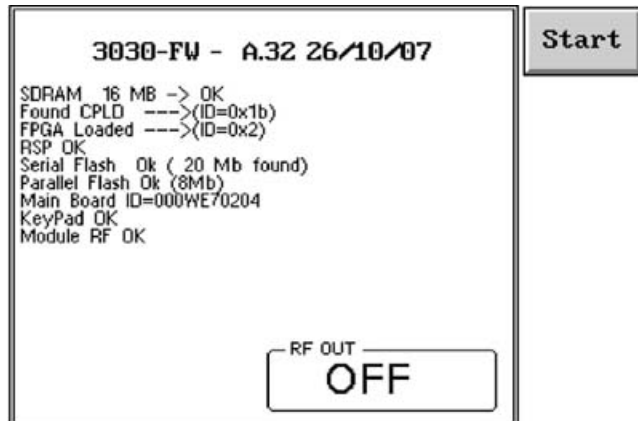 3030-FW - A.32 26/10/07
Start
SDRAM 16 MB -> OK
Found CPLD --->(ID=0x1b)
FPGA Loaded --->(ID=0x2)
RSP OK
Serial Flash Ok ( 20 Mb found)
Parallel Flash Ok (8Mb)
Main Board ID=000WE70204
KeyPad OK
Module RF OK
RF OUT
OFF